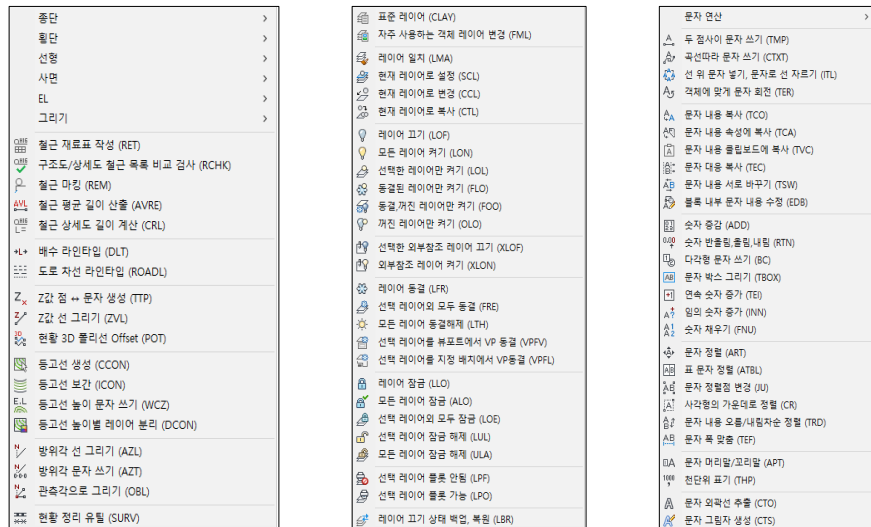 종단
횡단
선형
사면
EL
그리기
철근 재료표 작성 (RET)
구조도/상세도 철근 목록 비교 검사 (RCHK)
철근 마킹 (REM)
철근 평균 길이 산출 (AVRE)
철근 상세도 길이 계산 (CRL)
배수 라인타입 (DLT)
도로 차선 라인타입 (ROADL)
Z값 점 ↔ 문자 생성 (TTP)
Z값 선 그리기 (ZVL)
현황 3D 폴리선 Offset (POT)
등고선 생성 (CCON)
등고선 보간 (ICON)
등고선 높이 문자 쓰기 (WCZ)
등고선 높이별 레이어 분리 (DCON)
방위각 선 그리기 (AZL)
방위각 문자 쓰기 (AZT)
관측각으로 그리기 (OBL)
현황 정리 유틸 (SURV)
표준 레이어 (CLAY)
자주 사용하는 객체 레이어 변경 (FML)
레이어 일치 (LMA)
현재 레이어로 설정 (SCL)
현재 레이어로 변경 (CCL)
현재 레이어로 복사 (CTL)
레이어 끄기 (LOF)
모든 레이어 켜기 (LON)
선택한 레이어만 켜기 (LOL)
동결된 레이어만 켜기 (FLO)
동결,꺼진 레이어만 켜기 (FOO)
꺼진 레이어만 켜기 (OLO)
선택한 외부참조 레이어 끄기 (XLOF)
외부참조 레이어 켜기 (XLON)
레이어 동결 (LFR)
선택 레이어외 모두 동결 (FRE)
모든 레이어 동결해제 (LTH)
선택 레이어를 뷰포트에서 VP 동결 (VPFV)
선택 레이어를 지정 배치에서 VP동결 (VPFL)
레이어 잠금 (LLO)
모든 레이어 잠금 (ALO)
선택 레이어외 모두 잠금 (LOE)
선택 레이어 잠금 해제 (LUL)
모든 레이어 잠금 해제 (ULA)
선택 레이어 플롯 안됨 (LPF)
선택 레이어 플롯 가능 (LPO)
레이어 끄기 상태 백업, 복원 (LBR)
문자 연산
두 점사이 문자 쓰기 (TMP)
곡선따라 문자 쓰기 (CTXT)
선 위 문자 넣기, 문자로 선 자르기 (ITL)
객체에 맞게 문자 회전 (TER)
문자 내용 복사 (TCO)
문자 내용 속성에 복사 (TCA)
문자 내용 클립보드에 복사 (TVC)
문자 대응 복사 (TEC)
문자 내용 서로 바꾸기 (TSW)
블록 내부 문자 내용 수정 (EDB)
숫자 증감 (ADD)
숫자 반올림,올림,내림 (RTN)
다각형 문자 쓰기 (BC)
문자 박스 그리기 (TBOX)
연속 숫자 증가 (TEI)
임의 숫자 증가 (INN)
숫자 채우기 (FNU)
문자 정렬 (ART)
표 문자 정렬 (ATBL)
문자 정렬점 변경 (JU)
사각형의 가운데로 정렬 (CR)
문자 내용 오름/내림차순 정렬 (TRD)
문자 폭 맞춤 (TEF)
문자 머리말/꼬리말 (APT)
천단위 표기 (THP)
문자 외곽선 추출 (CTO)
문자 그림자 생성 (CTS)